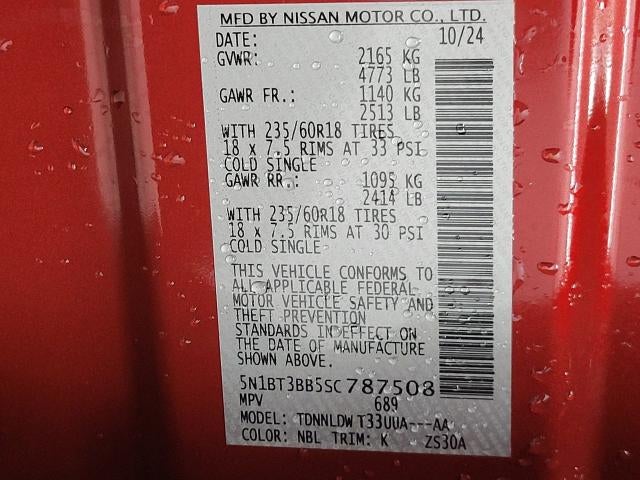 MFD BY NISSAN MOTOR CO., LTD.
DATE: 10/24
GVWR: 2165 KG
4773 LB
GAWR FR.: 1140 KG
2513 LB
WITH 235/60R18 TIRES
18 x 7.5 RIMS AT 33 PSI
COLD SINGLE
GAWR RR.: 1095 KG
2414 LB
WITH 235/60R18 TIRES
18 x 7.5 RIMS AT 30 PSI
COLD SINGLE
THIS VEHICLE CONFORMS TO
ALL APPLICABLE FEDERAL
MOTOR VEHICLE SAFETY AND
THEFT PREVENTION
STANDARDS IN EFFECT ON
THE DATE OF MANUFACTURE
SHOWN ABOVE.
5N1BT3BB5SC787508
MPV 689
MODEL: TDNNLDW T33UUA---AA
COLOR: NBL TRIM: K ZS30A